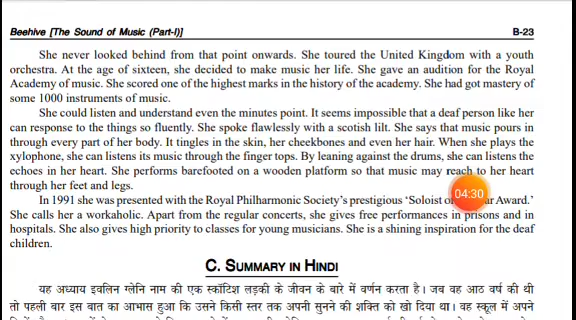 Beehive [The Sound of Music (Part-I)] B-23
She never looked behind from that point onwards. She toured the United Kingdom with a youth
orchestra. At the age of sixteen, she decided to make music her life. She gave an audition for the Royal
Academy of music. She scored one of the highest marks in the history of the academy. She had got mastery of
some 1000 instruments of music.
She could listen and understand even the minutes point. It seems impossible that a deaf person like her
can response to the things so fluently. She spoke flawlessly with a scotish lilt. She says that music pours in
through every part of her body. It tingles in the skin, her cheekbones and even her hair. When she plays the
xylophone, she can listens its music through the finger tops. By leaning against the drums, she can listens the
echoes in her heart. She performs barefooted on a wooden platform so that music may reach to her heart
through her feet and legs. 04:30
In 1991 she was presented with the Royal Philharmonic Society's prestigious 'Soloist Award.'
She calls her a workaholic. Apart from the regular concerts, she gives free performances in prisons and in
hospitals. She also gives high priority to classes for young musicians. She is a shining inspiration for the deaf
children.
C. SUMMARY IN HINDI
यह अध्याय इवलिन ग्लेनि नाम की एक स्कॉटिश लड़की के जीवन के बारे में वर्णन करता है। जब वह आठ वर्ष की थी
तो पहली बार इस बात का आभास हुआ कि उसने किसी स्तर तक अपनी सुनने की शक्ति को खो दिया था। वह स्कूल में अपने